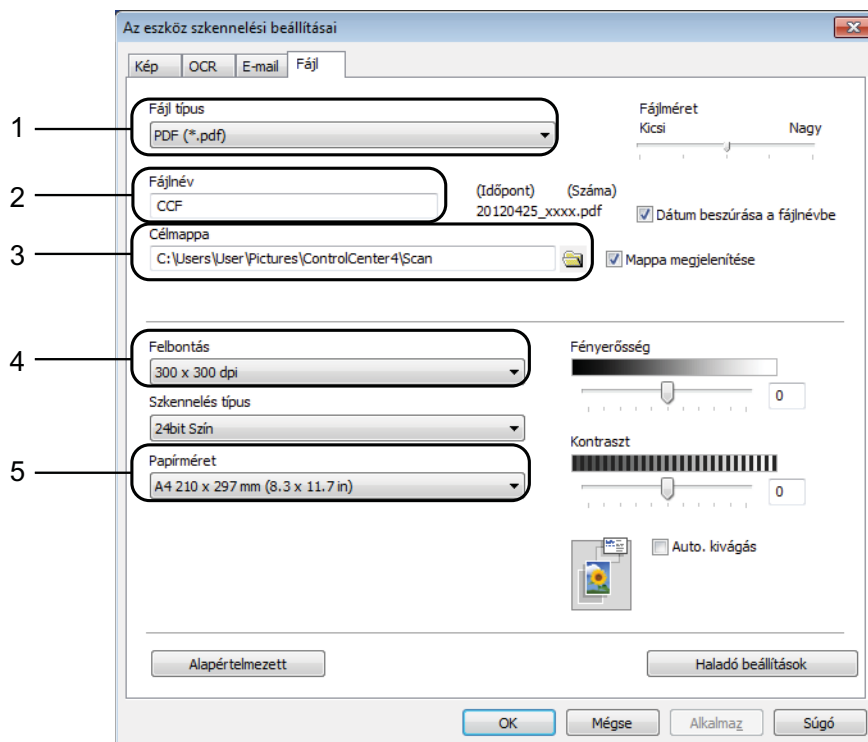 Az eszköz szkennelési beállításai
Kép OCR E-mail Fájl
1
Fájl típus
PDF (*.pdf)
Fájlméret
Kicsi Nagy
2
Fájlnév
CCF
(Időpont) (Száma)
20120425_xxxx.pdf
Dátum beszúrása a fájlnévbe
3
Célmappa
C:\Users\User\Pictures\ControlCenter4\Scan
Mappa megjelenítése
4
Felbontás
300 x 300 dpi
Fényerősség
0
Szkennelés típus
24bit Szín
Kontraszt
0
5
Papírméret
A4 210 x 297 mm (8.3 x 11.7 in)
Auto. kivágás
Alapértelmezett
Haladó beállítások
OK Mégse Alkalmaz Súgó